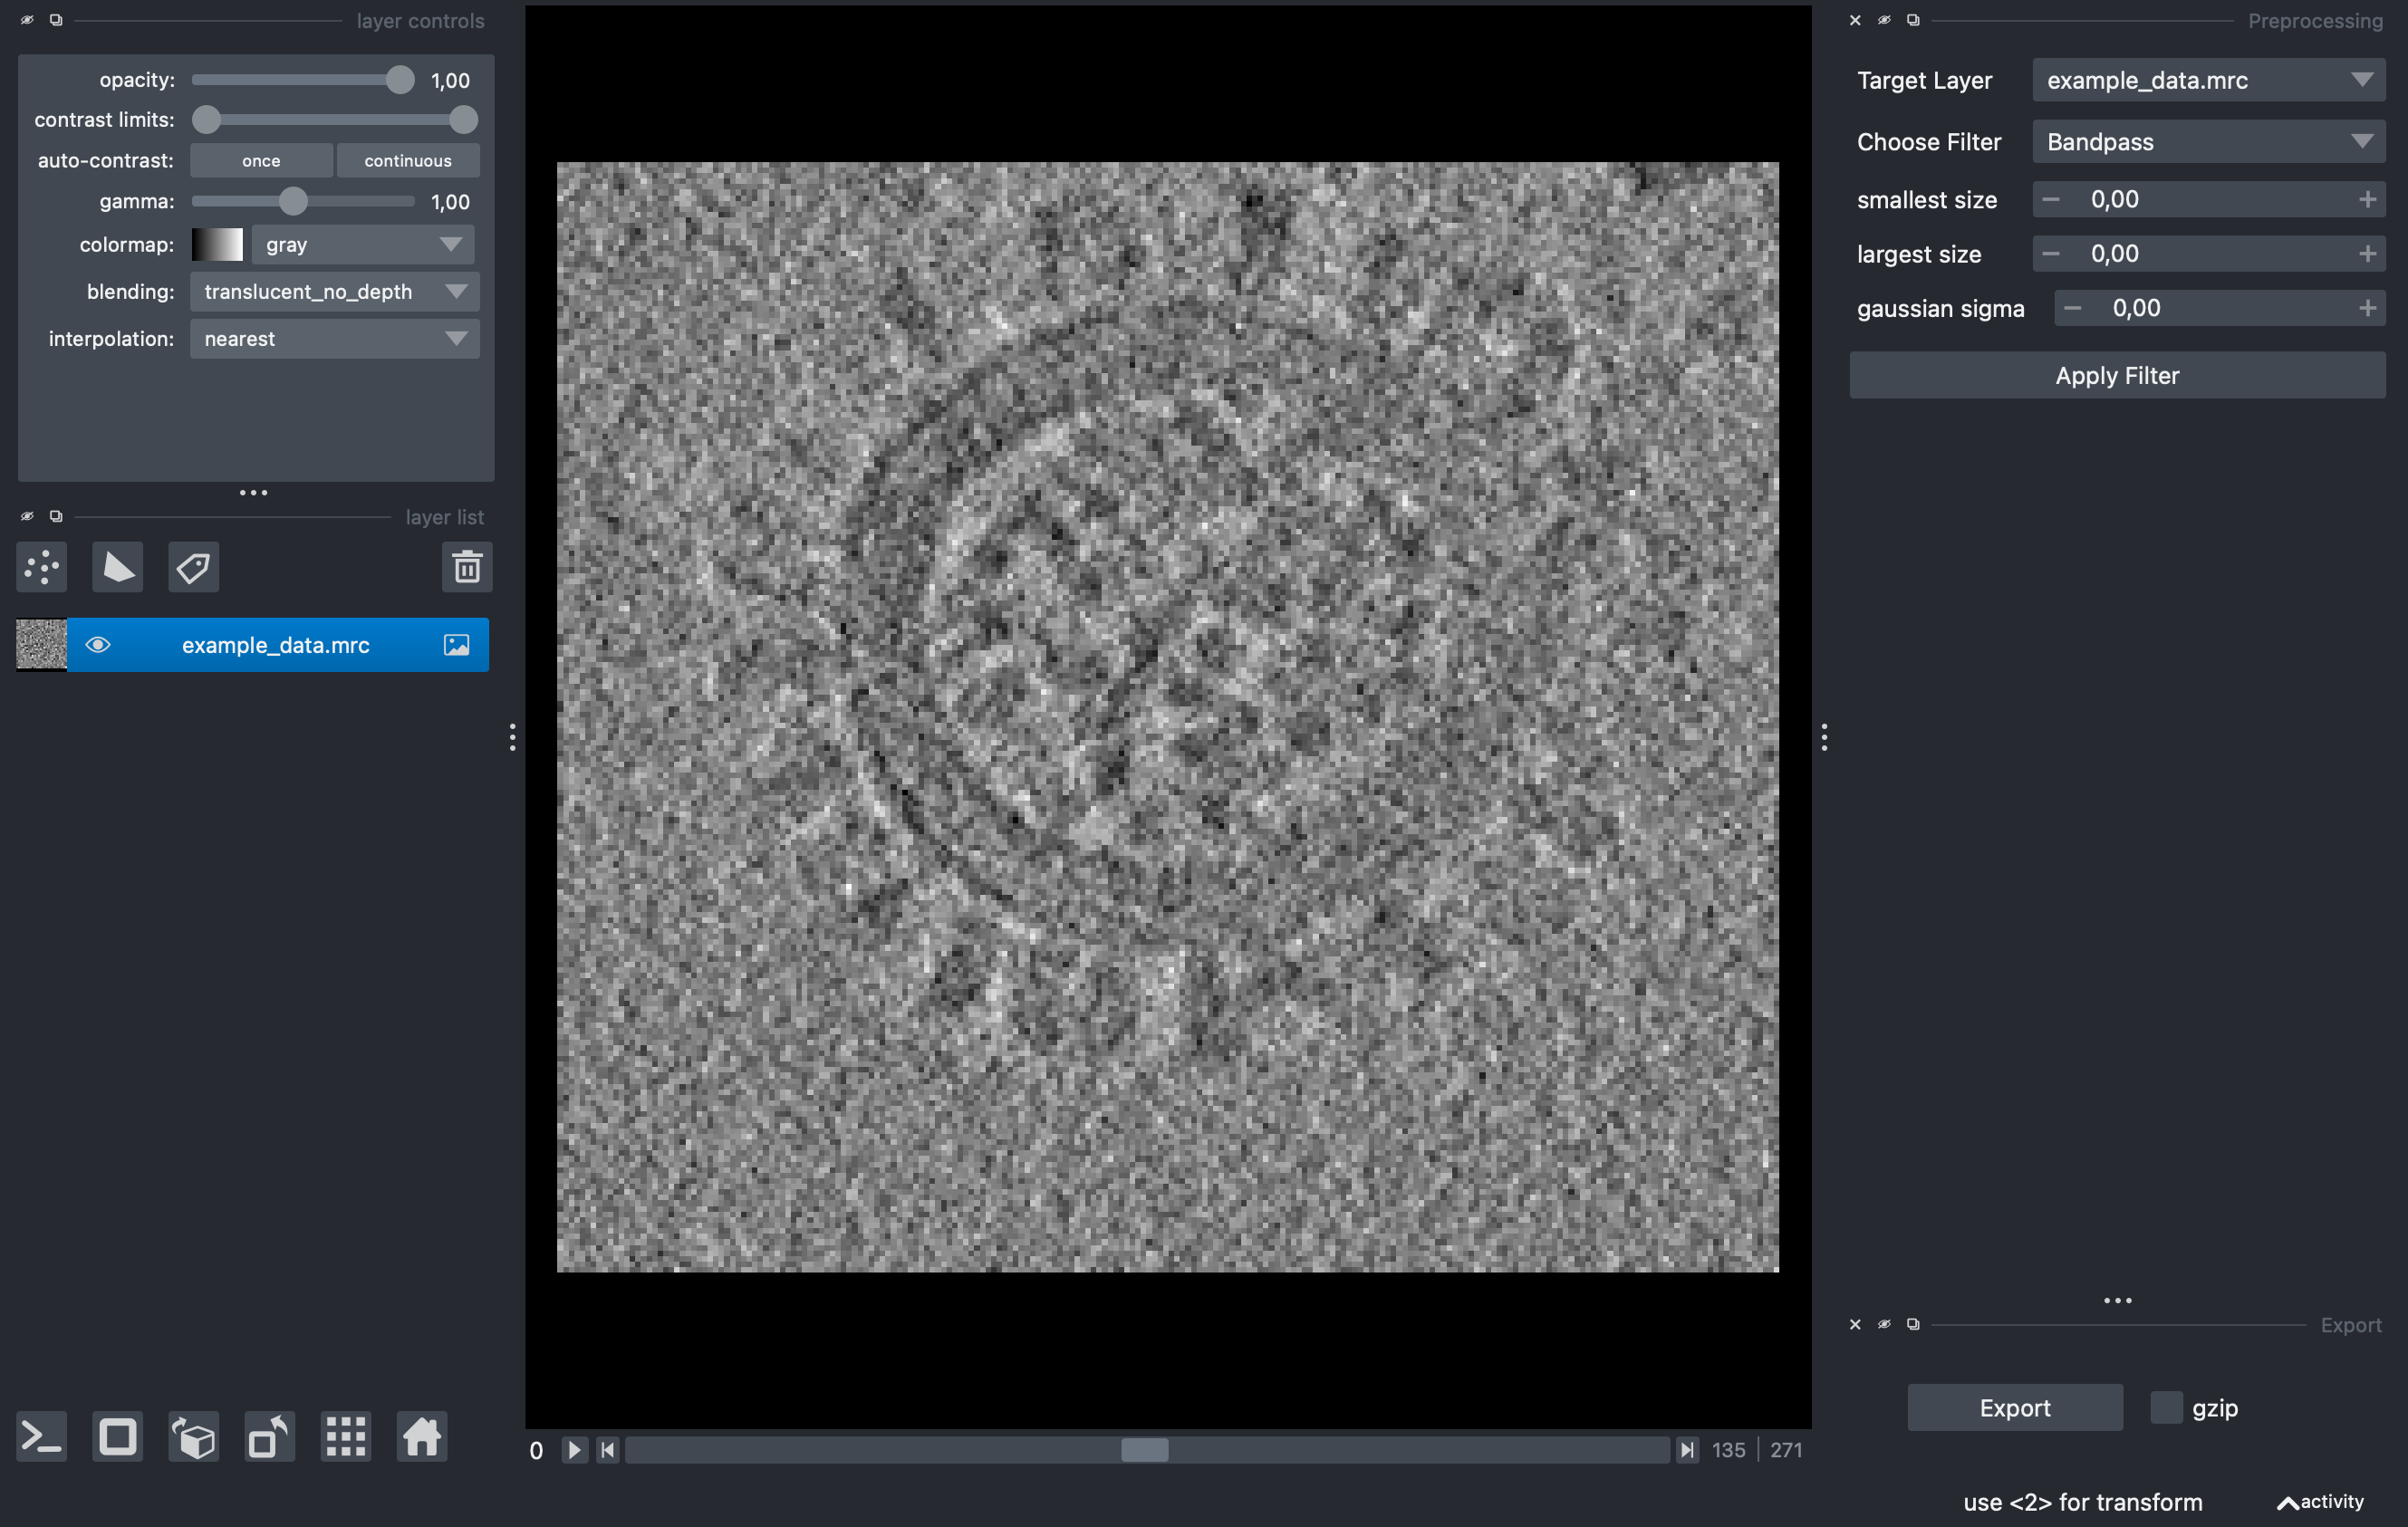 layer controls
opacity: 1,00
contrast limits:
auto-contrast: once continuous
gamma: 1,00
colormap: gray
blending: translucent_no_depth
interpolation: nearest
layer list
example_data.mrc
0 135 271
Preprocessing
Target Layer example_data.mrc
Choose Filter Bandpass
smallest size 0,00
largest size 0,00
gaussian sigma 0,00
Apply Filter
Export
Export gzip
use <2> for transform activity